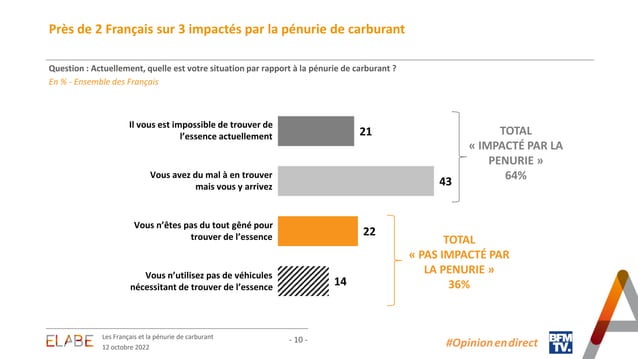 Près de 2 Français sur 3 impactés par la pénurie de carburant
Question : Actuellement, quelle est votre situation par rapport à la pénurie de carburant ?
En % - Ensemble des Français
Il vous est impossible de trouver de
l'essence actuellement
21
Vous avez du mal à en trouver
mais vous y arrivez
43
TOTAL
« IMPACTÉ PAR LA
PENURIE »
64%
Vous n'êtes pas du tout gêné pour
trouver de l'essence
22
Vous n'utilisez pas de véhicules
nécessitant de trouver de l'essence
14
TOTAL
« PAS IMPACTÉ PAR
LA PENURIE »
36%
ELABE
Les Français et la pénurie de carburant
12 octobre 2022
- 10 -
#Opinionendirect
BFM
TV.